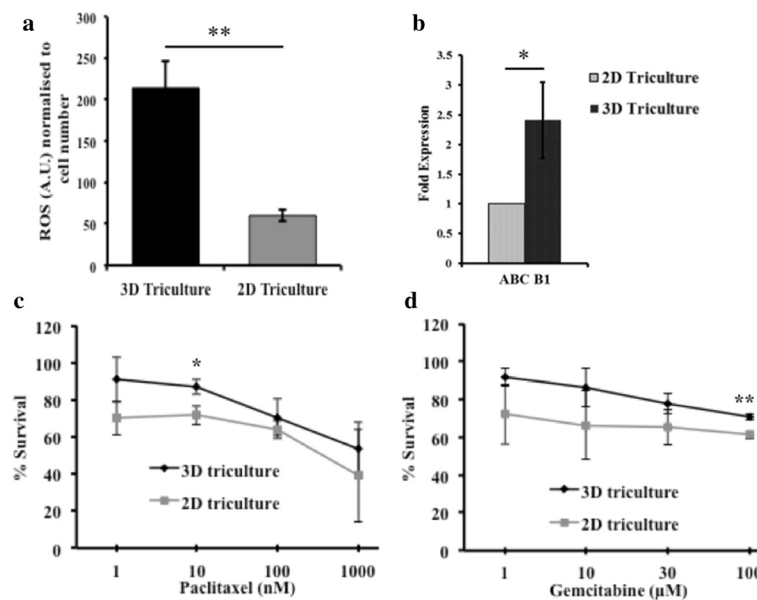 a
**
ROS (A.U.) normalised to
cell number
300
250
200
150
100
50
0
3D Triculture
2D Triculture
b
*
Fold Expression
3.5
3
2.5
2
1.5
1
0.5
0
ABC B1
2D Triculture
3D Triculture
c
% Survival
120
100
80
60
40
20
0
*
3D triculture
2D triculture
1
10
100
1000
Paclitaxel (nM)
d
% Survival
120
100
80
60
40
20
0
**
3D triculture
2D triculture
1
10
30
100
Gemcitabine (µM)